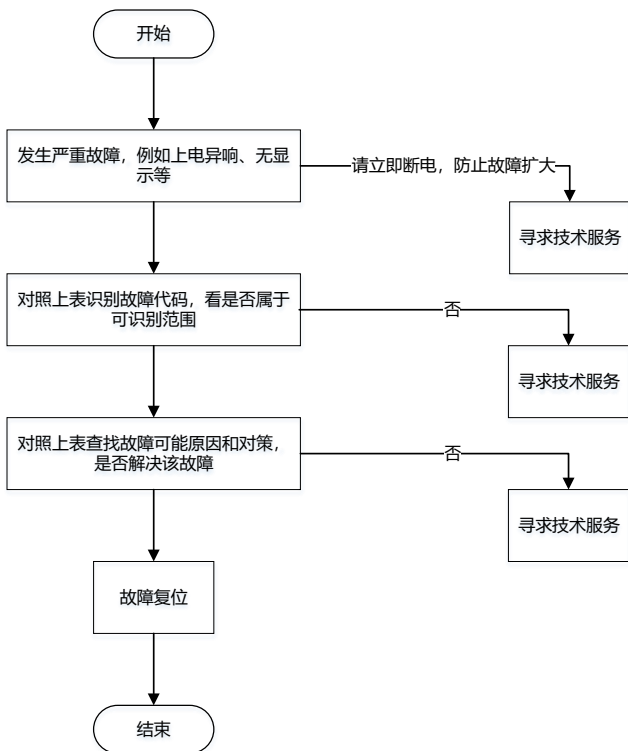 开始
发生严重故障，例如上电异响、无显
示等
请立即断电，防止故障扩大
寻求技术服务
对照上表识别故障代码，看是否属于
可识别范围
否
寻求技术服务
对照上表查找故障可能原因和对策，
是否解决该故障
否
寻求技术服务
故障复位
结束